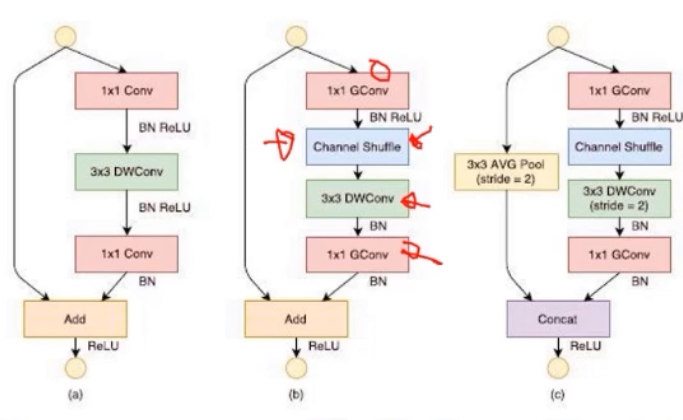 1x1 Conv
BN ReLU
3x3 DWConv
BN ReLU
1x1 Conv
BN
Add
ReLU
(a)
1x1 GConv
BN ReLU
Channel Shuffle
3x3 DWConv
BN
1x1 GConv
BN
Add
ReLU
(b)
1x1 GConv
BN ReLU
Channel Shuffle
3x3 AVG Pool
(stride = 2)
3x3 DWConv
(stride = 2)
BN
1x1 GConv
BN
Concat
ReLU
(c)